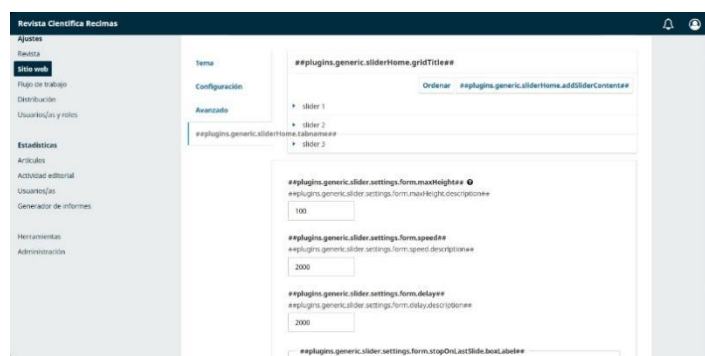 Revista Científica Recimas
Ajustes
Revista
Sitio web
Flujo de trabajo
Distribución
Usuarios/as y roles
Estadísticas
Artículos
Actividad editorial
Usuarios/as
Generador de informes
Herramientas
Administración
Tema
Configuración
Avanzado
##plugins.generic.sliderHome.tabname##
##plugins.generic.sliderHome.gridTitle##
Ordenar ##plugins.generic.sliderHome.addSliderContent##
slider 1
slider 2
slider 3
##plugins.generic.slider.settings.form.maxHeight##
##plugins.generic.slider.settings.form.maxHeight.description##
100
##plugins.generic.slider.settings.form.speed##
##plugins.generic.slider.settings.form.speed.description##
2000
##plugins.generic.slider.settings.form.delay##
##plugins.generic.slider.settings.form.delay.description##
2000
##plugins.generic.slider.settings.form.stopOnLastSlide.boxLabel##